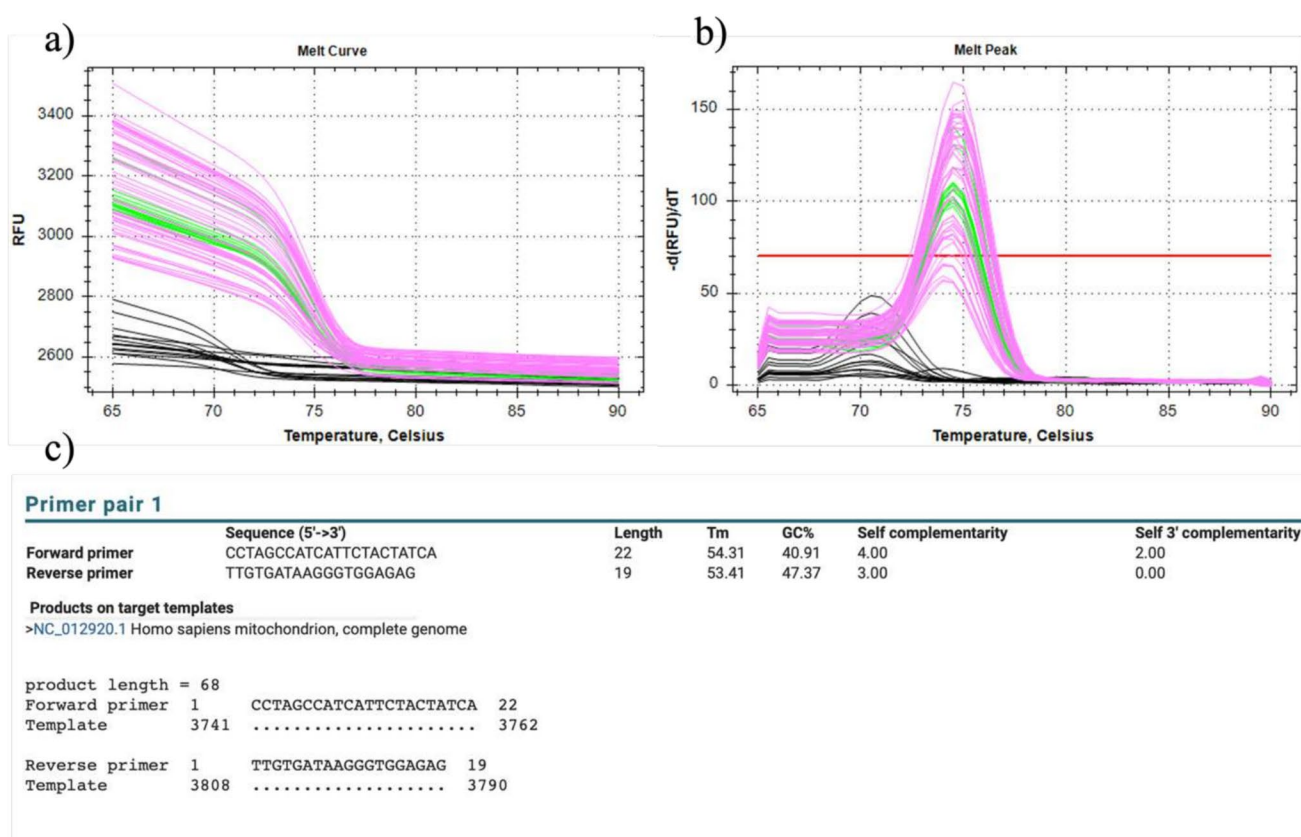 a)
Melt Curve
RFU
3400
3200
3000
2800
2600
65 70 75 80 85 90
Temperature, Celsius
b)
Melt Peak
-d(RFU)/dT
150
100
50
0
65 70 75 80 85 90
Temperature, Celsius
c)
Primer pair 1
Sequence (5'->3') Length Tm GC% Self complementarity Self 3' complementarity
Forward primer CCTAGCCATCATTCTACTATCA 22 54.31 40.91 4.00 2.00
Reverse primer TTGTGATAAGGGTGGAGAG 19 53.41 47.37 3.00 0.00
Products on target templates
>NC_012920.1 Homo sapiens mitochondrion, complete genome
product length = 68
Forward primer 1 CCTAGCCATCATTCTACTATCA 22
Template 3741 ...................... 3762
Reverse primer 1 TTGTGATAAGGGTGGAGAG 19
Template 3808 ................... 3790